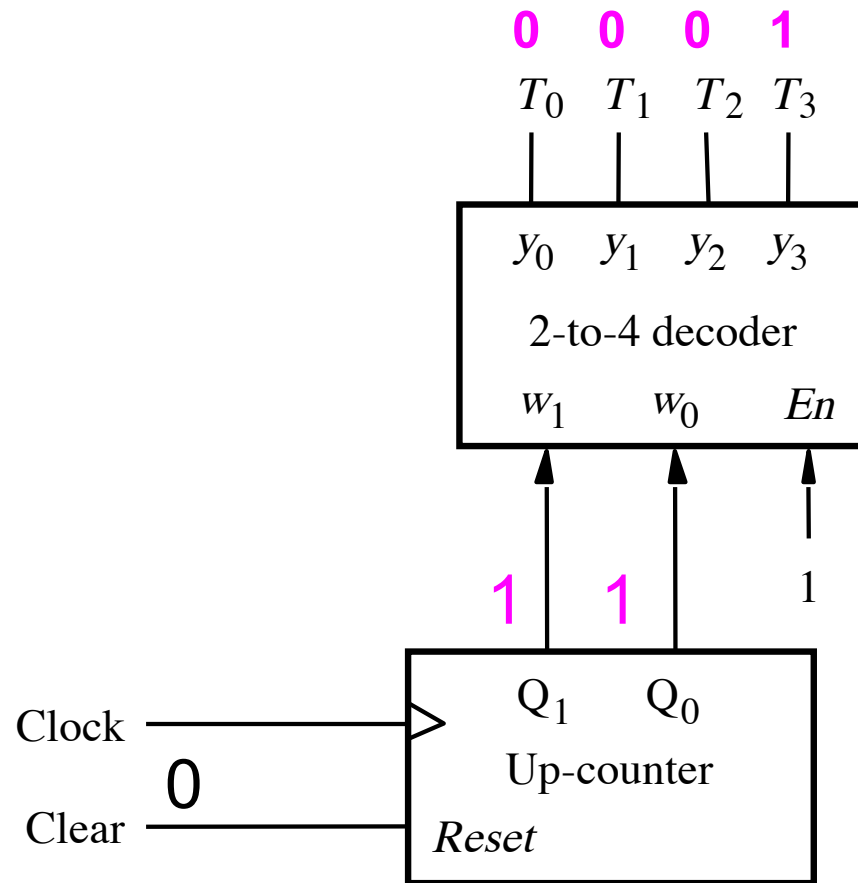 0 0 0 1
T0 T1 T2 T3
y0 y1 y2 y3
2-to-4 decoder
w1 w0 En
1 1 1
Q1 Q0
Clock
Up-counter
0
Clear Reset